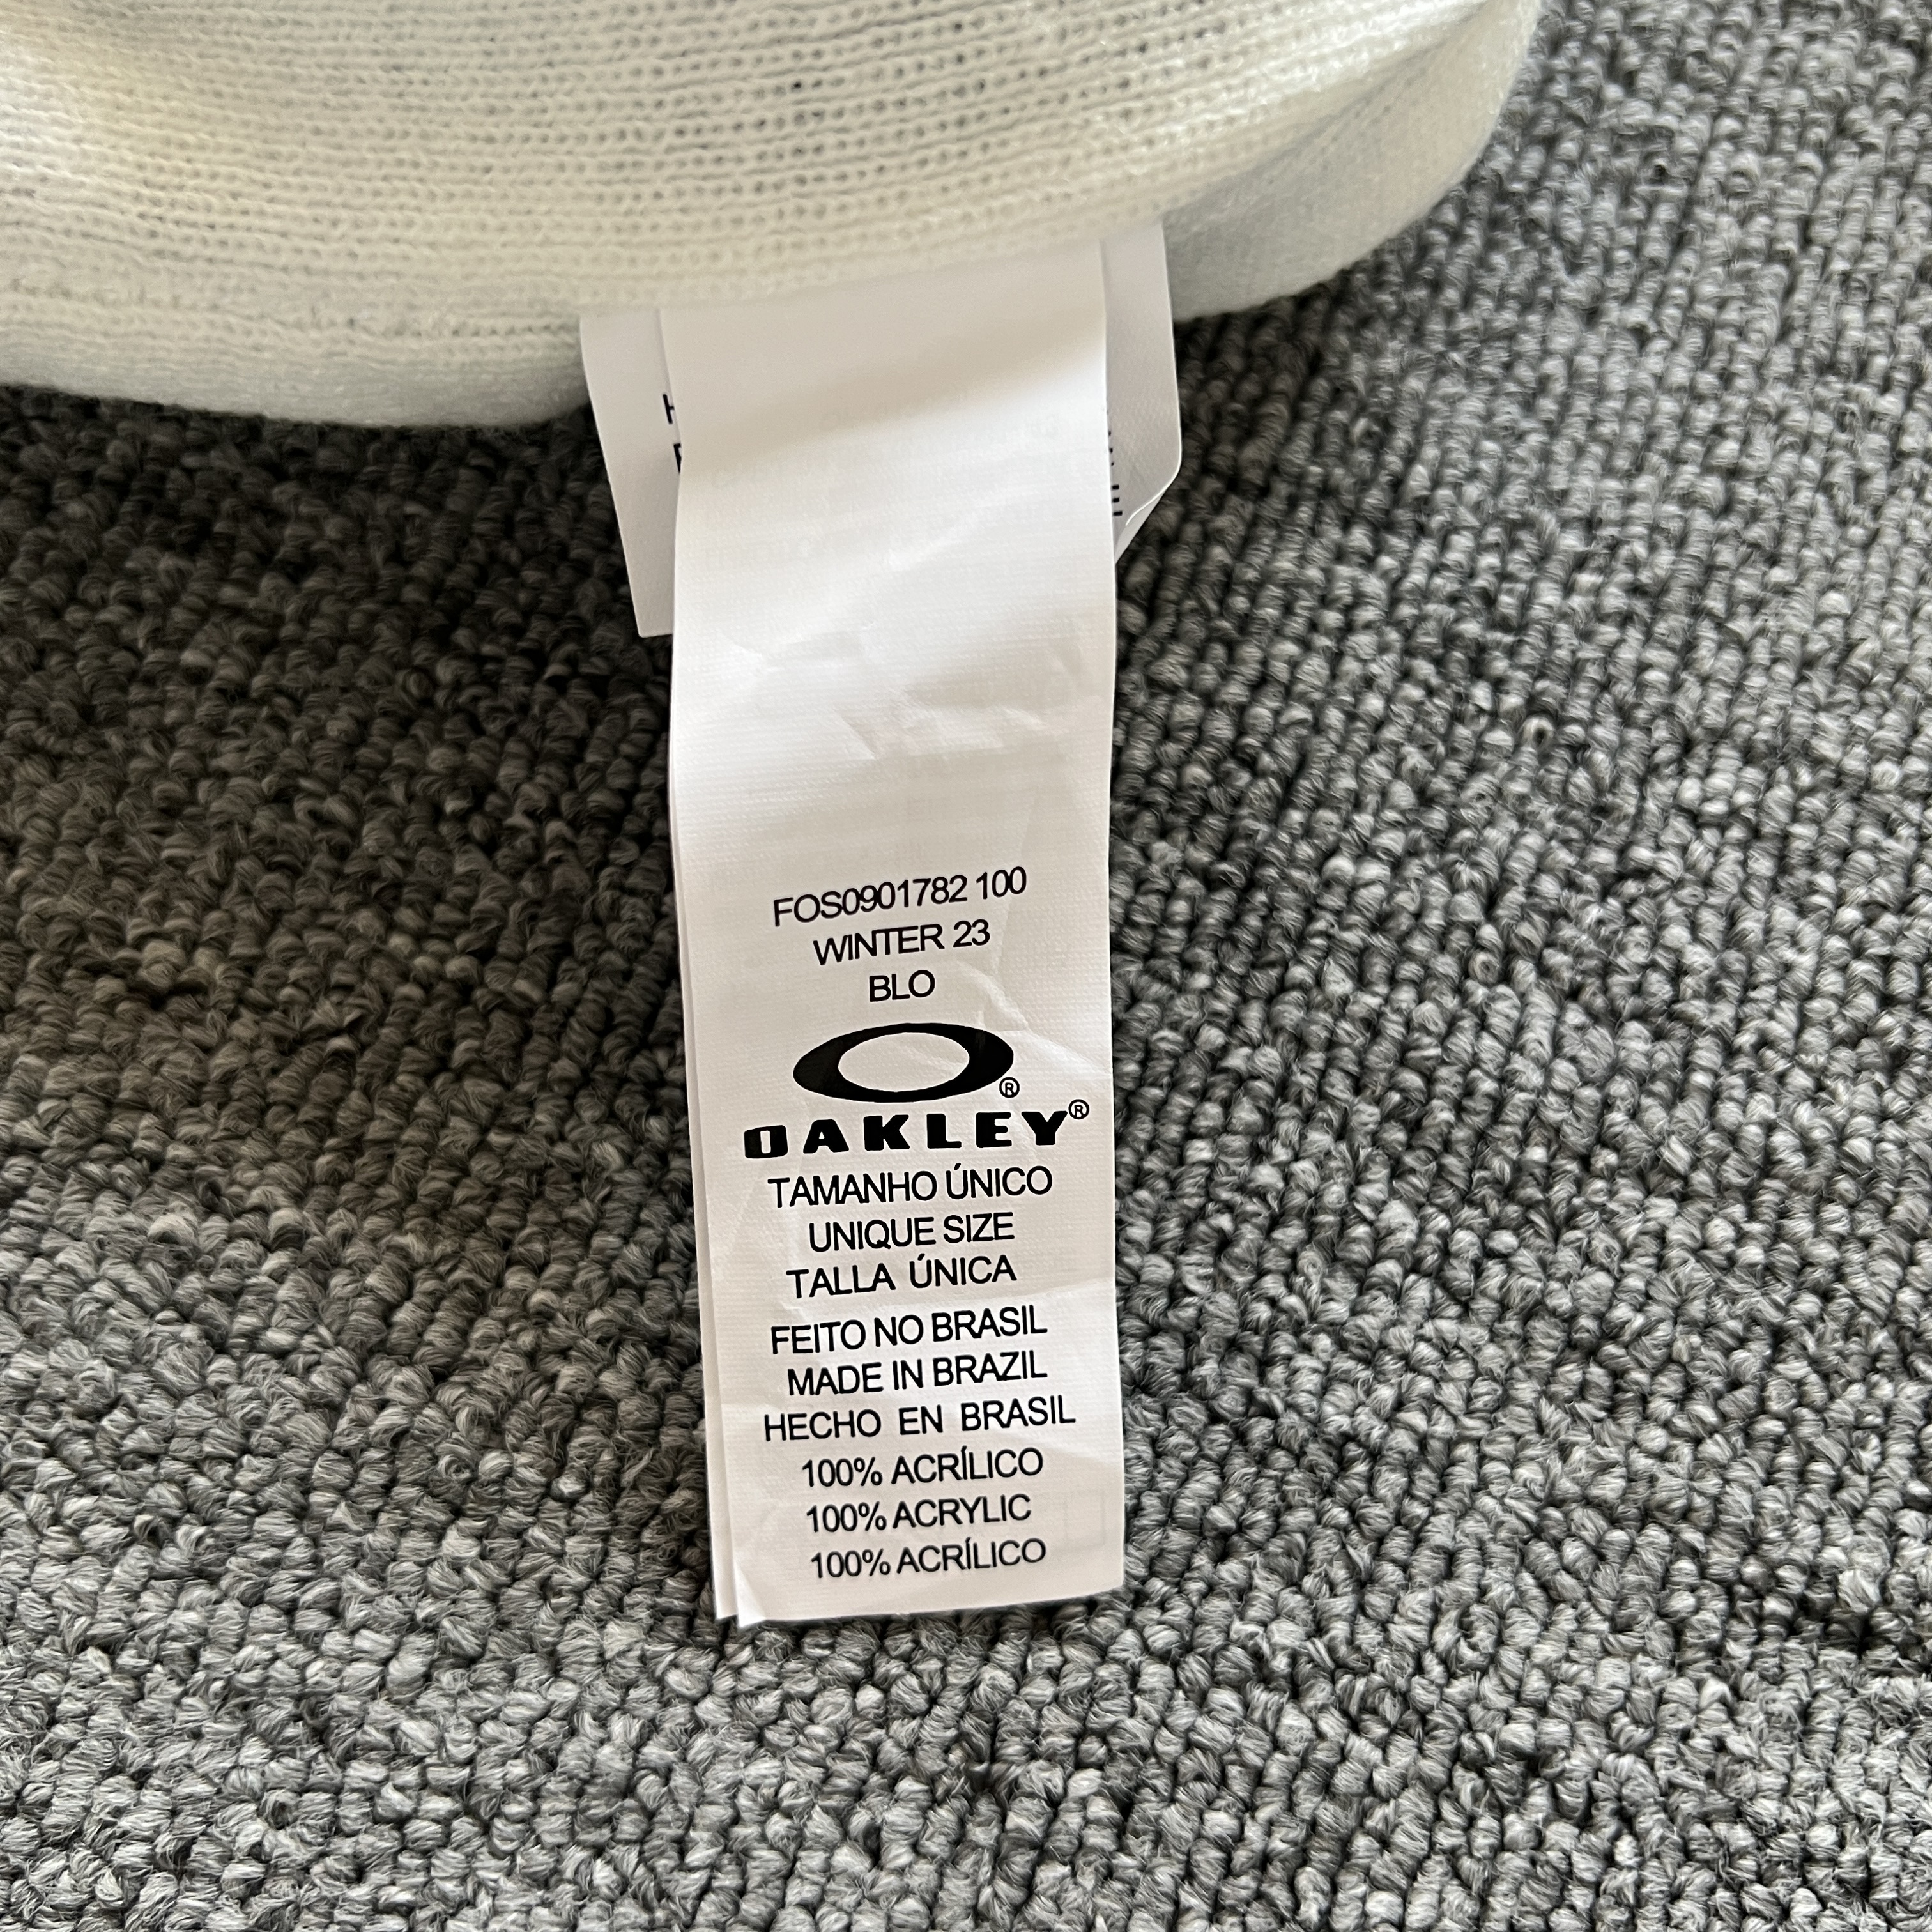 FOS0901782 100
WINTER 23
BLO
OAKLEY®
TAMANHO ÚNICO
UNIQUE SIZE
TALLA ÚNICA
FEITO NO BRASIL
MADE IN BRAZIL
HECHO EN BRASIL
100% ACRÍLICO
100% ACRYLIC
100% ACRÍLICO